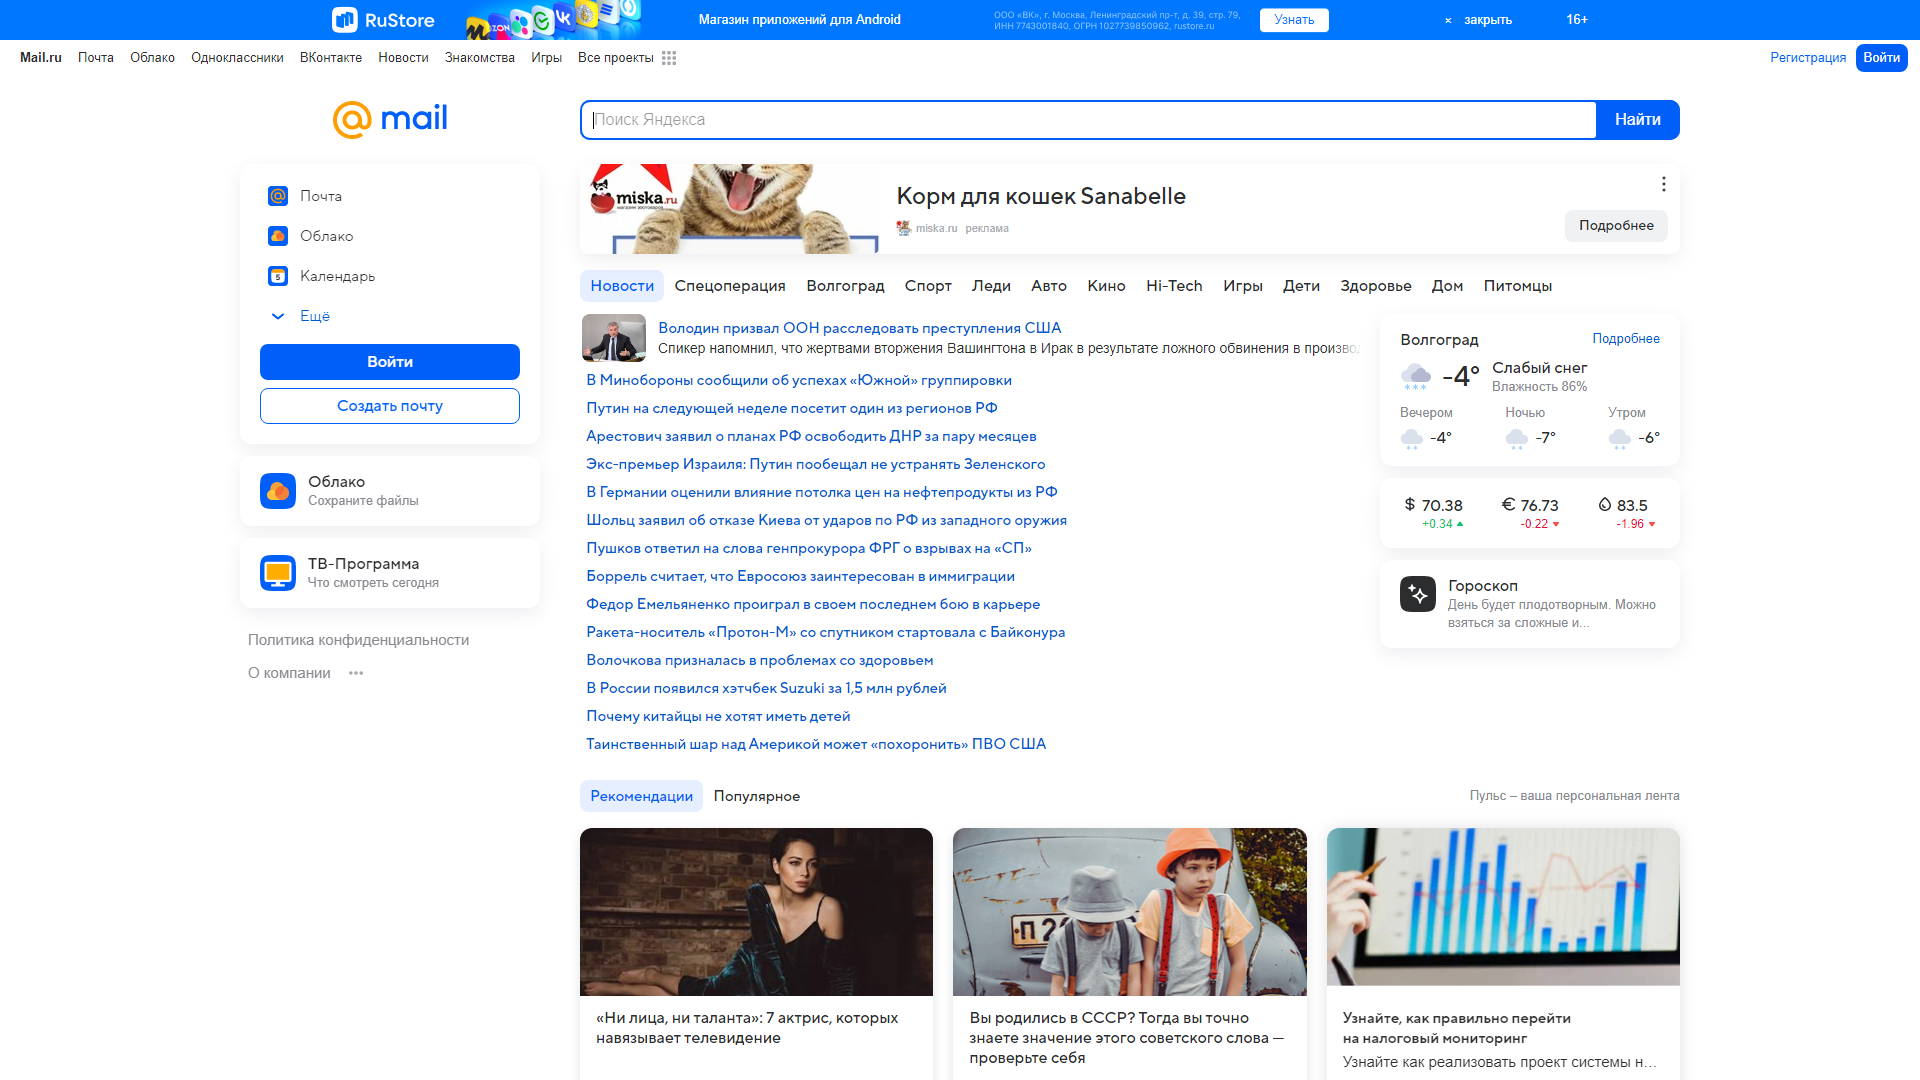 RuStore
Магазин приложений для Android
ООО «ВК», г. Москва, Ленинградский пр-т, д. 39, стр. 79,
ИНН 7743001840, ОГРН 1027739850962, rustore.ru
Узнать
× закрыть
16+
Mail.ru Почта Облако Одноклассники ВКонтакте Новости Знакомства Игры Все проекты
Регистрация Войти
@mail
Поиск Яндекса
Найти
Почта
Облако
5 Календарь
Ещё
Войти
Создать почту
Облако
Сохраните файлы
ТВ-Программа
Что смотреть сегодня
Политика конфиденциальности
О компании
miska.ru
Корм для кошек Sanabelle
miska.ru реклама
Подробнее
Новости Спецоперация Волгоград Спорт Леди Авто Кино Hi-Tech Игры Дети Здоровье Дом Питомцы
Володин призвал ООН расследовать преступления США
Спикер напомнил, что жертвами вторжения Вашингтона в Ирак в результате ложного обвинения в произво
В Минобороны сообщили об успехах «Южной» группировки
Путин на следующей неделе посетит один из регионов РФ
Арестович заявил о планах РФ освободить ДНР за пару месяцев
Экс-премьер Израиля: Путин пообещал не устранять Зеленского
В Германии оценили влияние потолка цен на нефтепродукты из РФ
Шольц заявил об отказе Киева от ударов по РФ из западного оружия
Пушков ответил на слова генпрокурора ФРГ о взрывах на «СП»
Боррель считает, что Евросоюз заинтересован в иммиграции
Федор Емельяненко проиграл в своем последнем бою в карьере
Ракета-носитель «Протон-М» со спутником стартовала с Байконура
Волочкова призналась в проблемах со здоровьем
В России появился хэтчбек Suzuki за 1,5 млн рублей
Почему китайцы не хотят иметь детей
Таинственный шар над Америкой может «похоронить» ПВО США
Волгоград Подробнее
-4° Слабый снег
Влажность 86%
Вечером Ночью Утром
-4° -7° -6°
$ 70.38 € 76.73 83.5
+0.34 -0.22 -1.96
Гороскоп
День будет плодотворным. Можно
взяться за сложные и...
Рекомендации Популярное
Пульс – ваша персональная лента
«Ни лица, ни таланта»: 7 актрис, которых
навязывает телевидение
Вы родились в СССР? Тогда вы точно
знаете значение этого советского слова —
проверьте себя
Узнайте, как правильно перейти
на налоговый мониторинг
Узнайте как реализовать проект системы н...